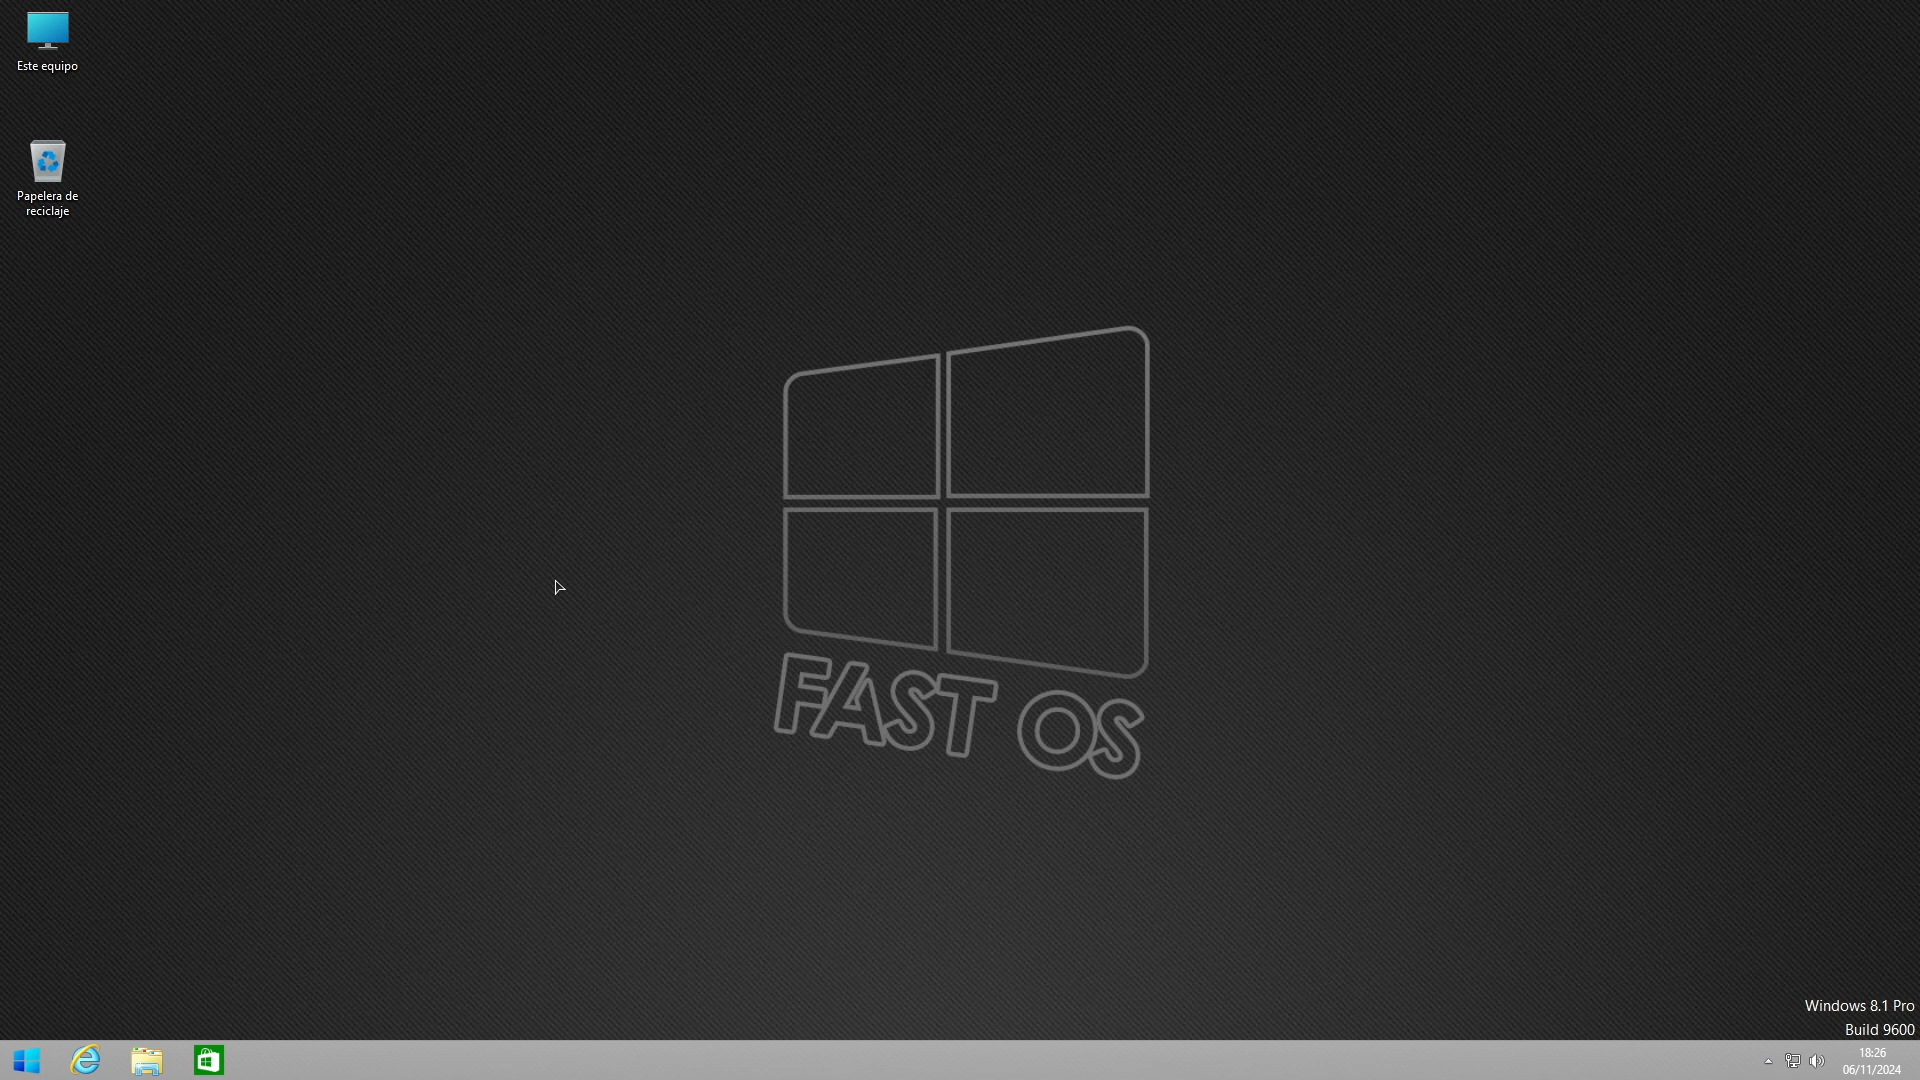 Este equipo
Papelera de
reciclaje
FAST OS
Windows 8.1 Pro
Build 9600
18:26
06/11/2024